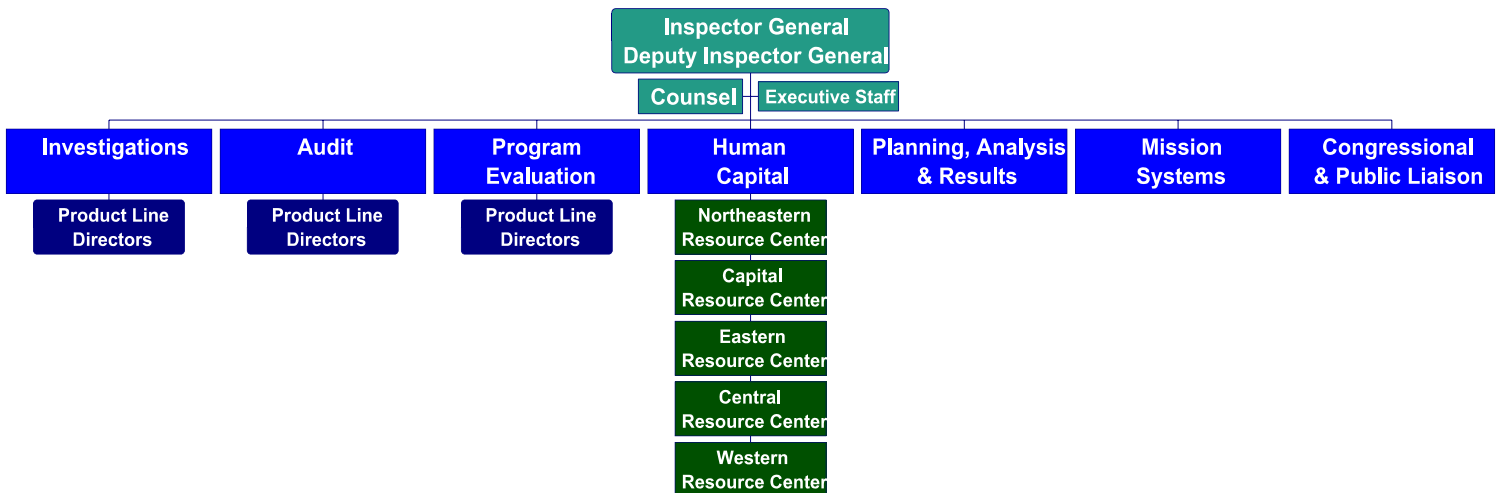 Inspector General
Deputy Inspector General
Counsel
Executive Staff
Investigations
Audit
Program
Evaluation
Human
Capital
Planning, Analysis
& Results
Mission
Systems
Congressional
& Public Liaison
Product Line
Directors
Product Line
Directors
Product Line
Directors
Northeastern
Resource Center
Capital
Resource Center
Eastern
Resource Center
Central
Resource Center
Western
Resource Center